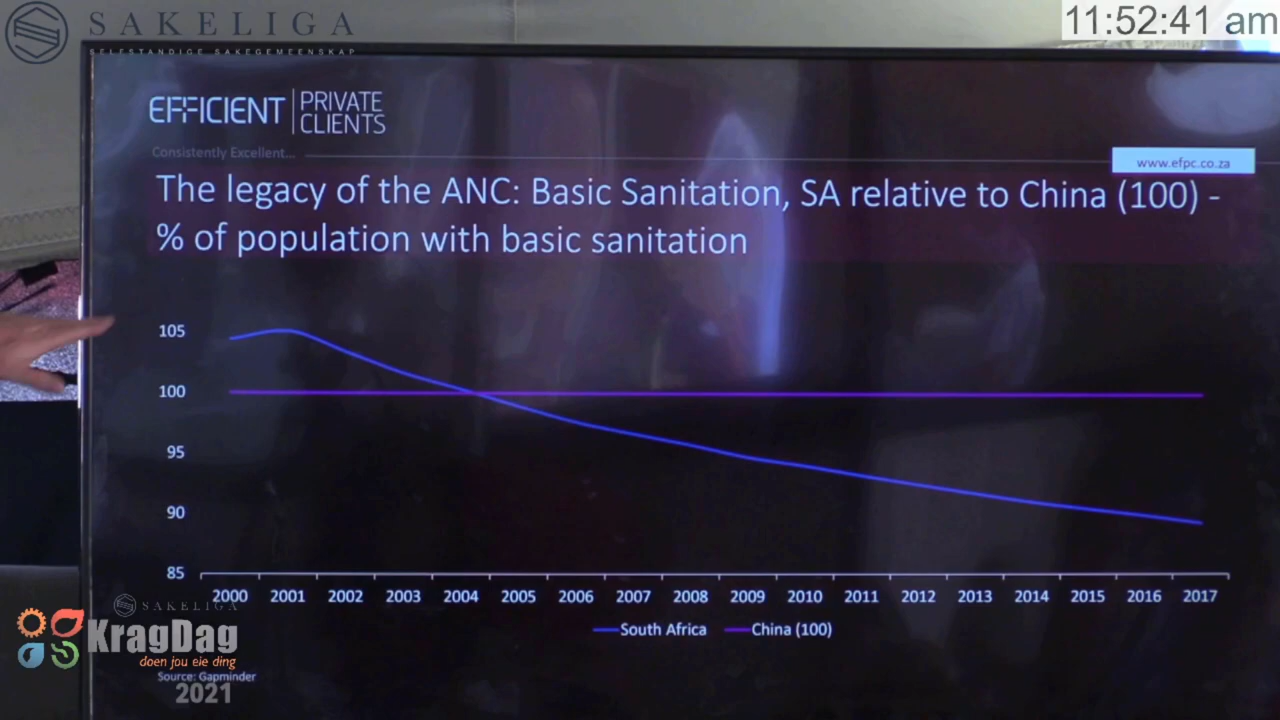 SAKELIGA
SELFSTANDIGE SAKEGEMEENSKAP
11:52:41 am
EFFICIENT PRIVATE CLIENTS
Consistently Excellent...
www.efpc.co.za
The legacy of the ANC: Basic Sanitation, SA relative to China (100) -
% of population with basic sanitation
105
100
95
90
85
2000 2001 2002 2003 2004 2005 2006 2007 2008 2009 2010 2011 2012 2013 2014 2015 2016 2017
South Africa China (100)
SAKELIGA
KragDag
doen jou eie ding
Source: Gapminder
2021